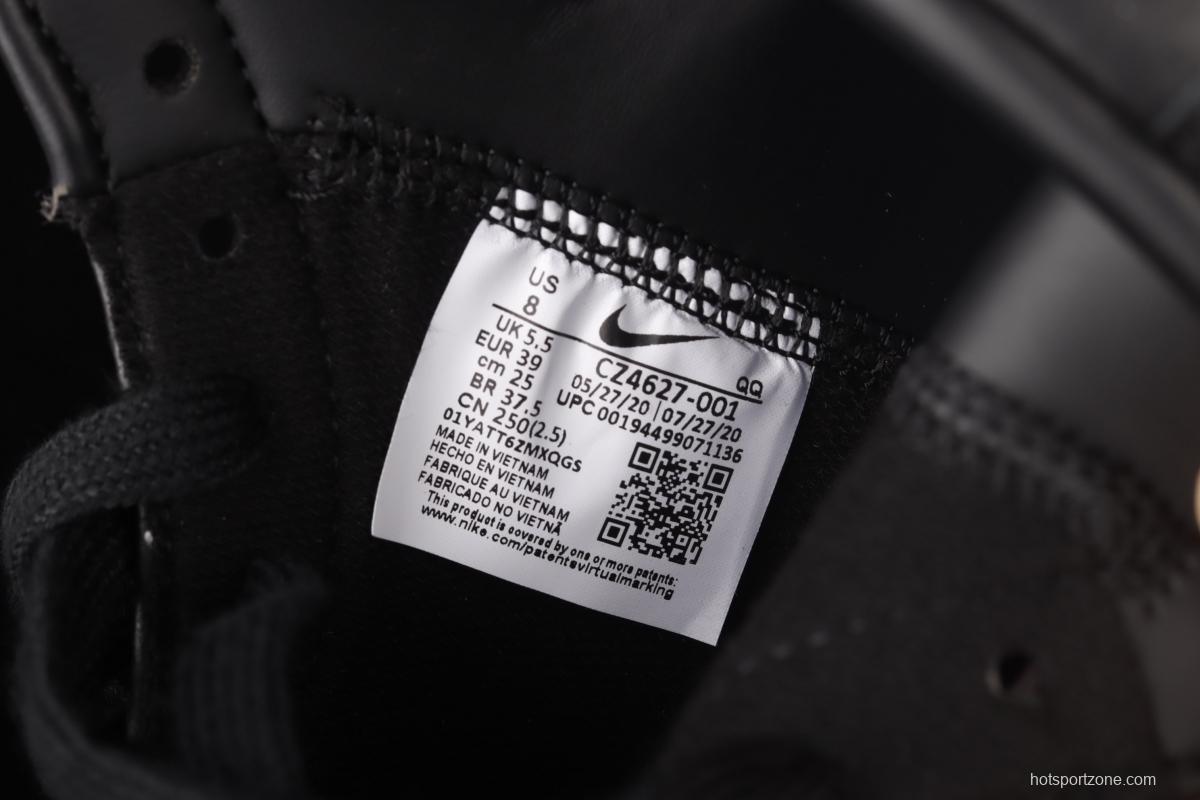 US
8
UK 5.5
EUR 39
cm 25
BR 37.5
CN 250(2.5)
01YATT6ZMXQGS
MADE IN VIETNAM
HECHO EN VIETNAM
FABRIQUE AU VIETNAM
FABRICADO NO VIETNÃ
This product is covered by one or more patents:
www.nike.com/patentsvirtualmarking
QQ
CZ4627-001
05/27/20 | 07/27/20
UPC 00194499071136
hotsportzone.com